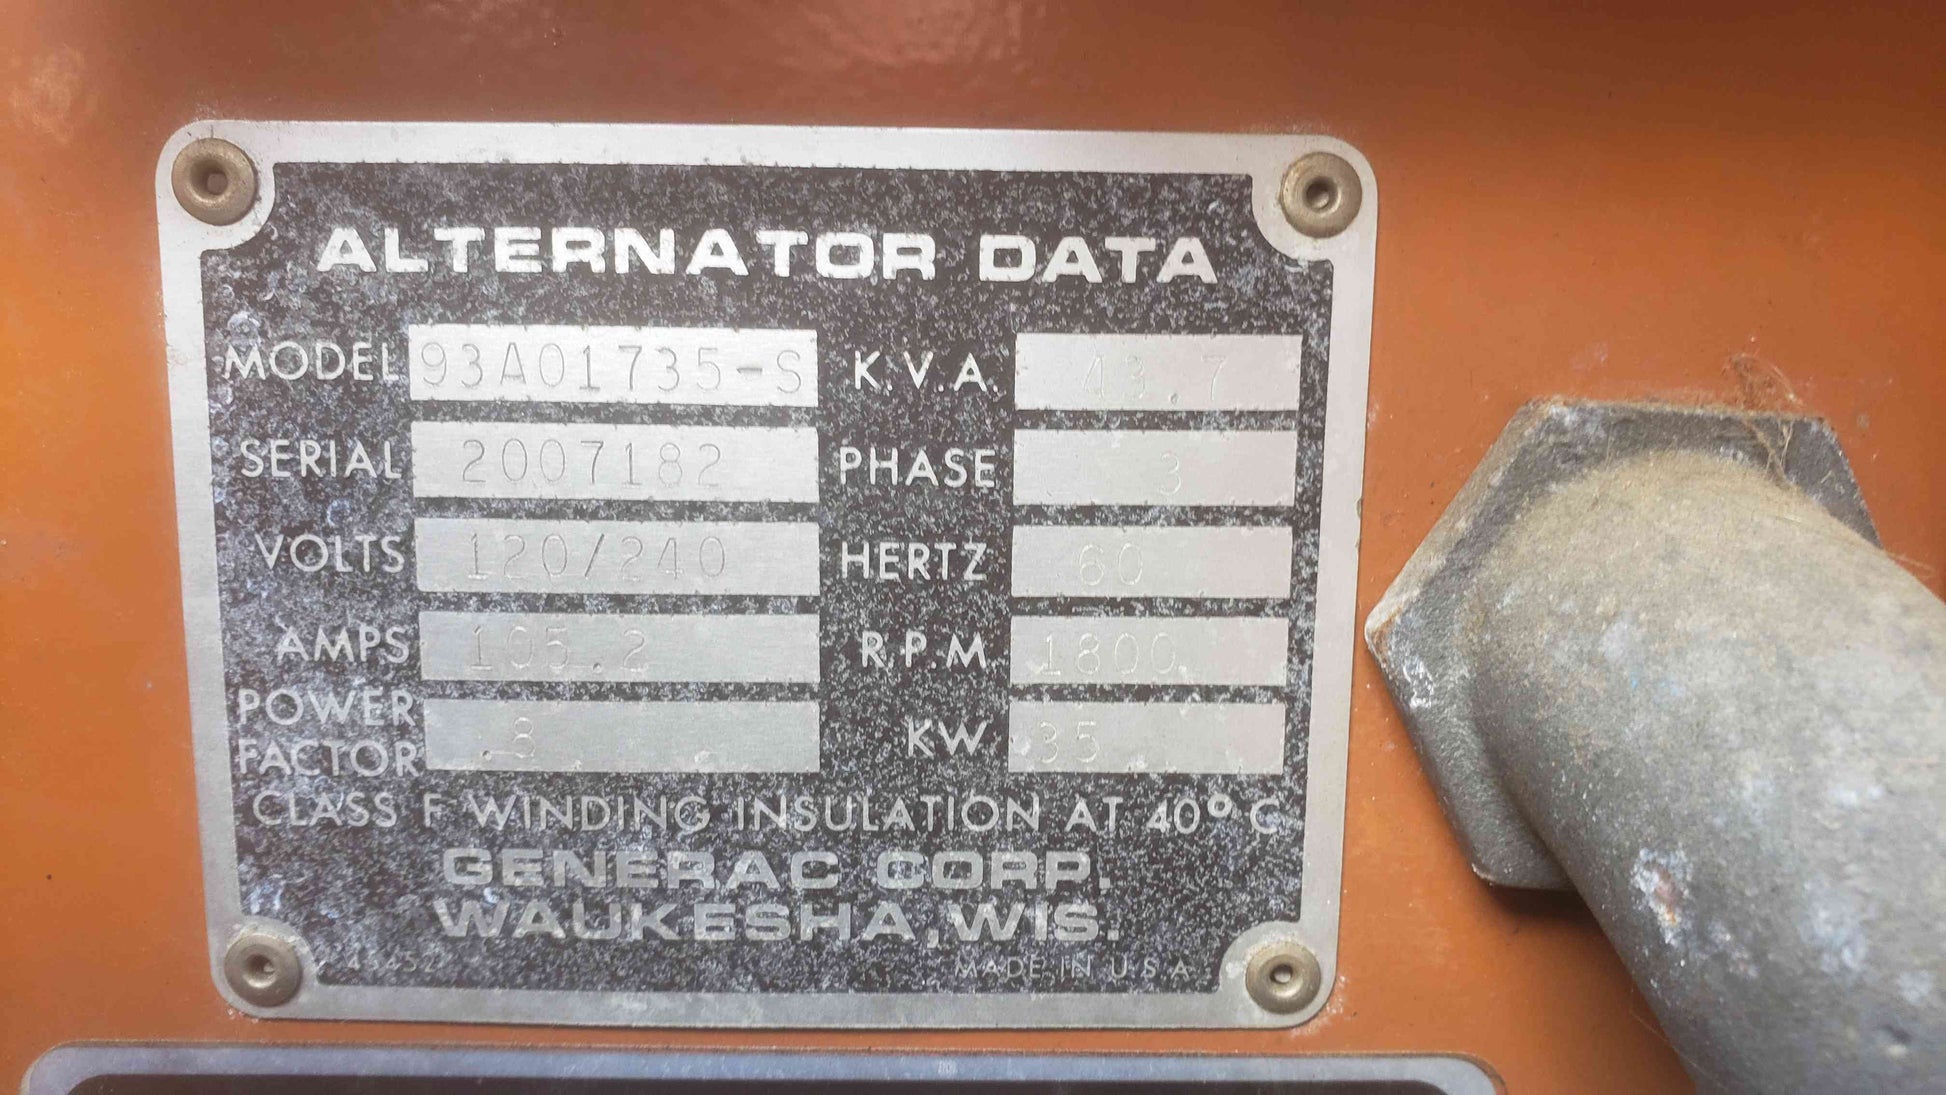 ALTERNATOR DATA
MODEL 93A01735-S K.V.A. 43.7
SERIAL 2007182 PHASE 3
VOLTS 120/240 HERTZ 60
AMPS 105.2 R.P.M 1800
POWER FACTOR .8 KW 35
CLASS F WINDING INSULATION AT 40° C
GENERAC CORP.
WAUKESHA, WIS.
45452 MADE IN U.S.A.